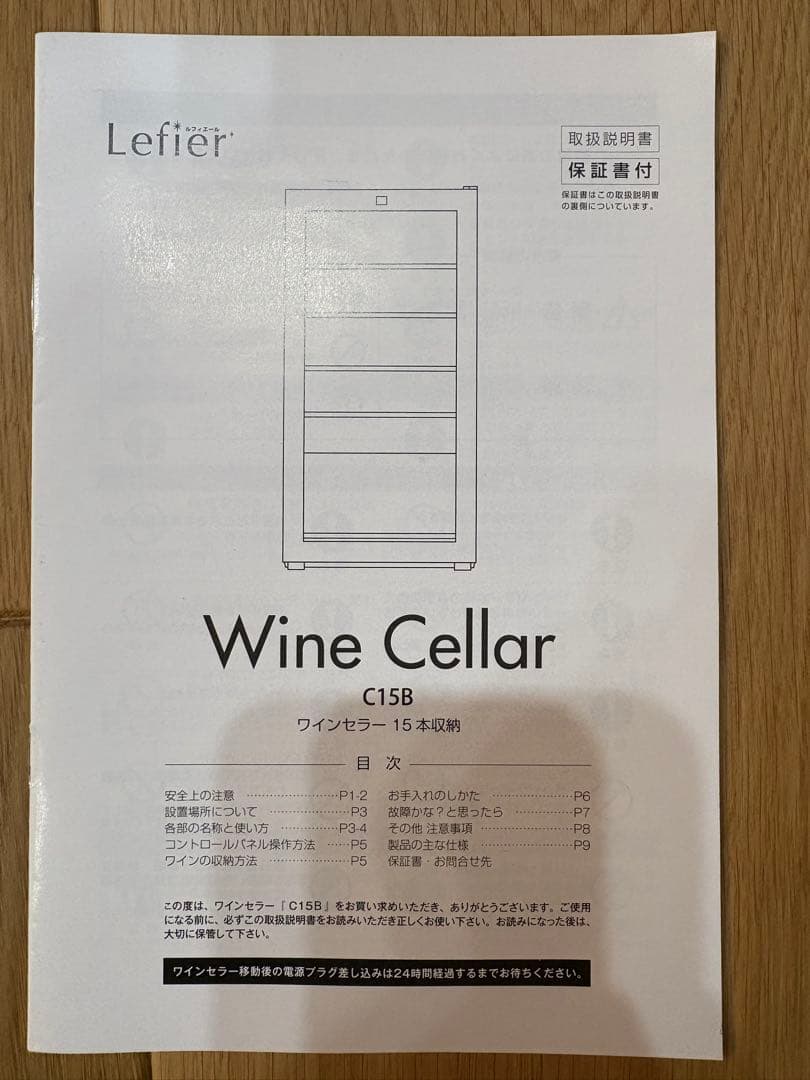 Lefier
ルフィエール
取扱説明書
保証書付
保証書はこの取扱説明書
の裏側についています。
Wine Cellar
C15B
ワインセラー 15本収納
目 次
安全上の注意 ……………………P1-2
設置場所について ………………P3
各部の名称と使い方 ……………P3-4
コントロールパネル操作方法 ……P5
ワインの収納方法 ………………P5
お手入れのしかた ………………P6
故障かな？と思ったら ……………P7
その他 注意事項 …………………P8
製品の主な仕様 …………………P9
保証書・お問合せ先
この度は、ワインセラー『C15B』をお買い求めいただき、ありがとうございます。ご使用
になる前に、必ずこの取扱説明書をお読みいただき正しくお使い下さい。お読みになった後は、
大切に保管して下さい。
ワインセラー移動後の電源プラグ差し込みは24時間経過するまでお待ちください。